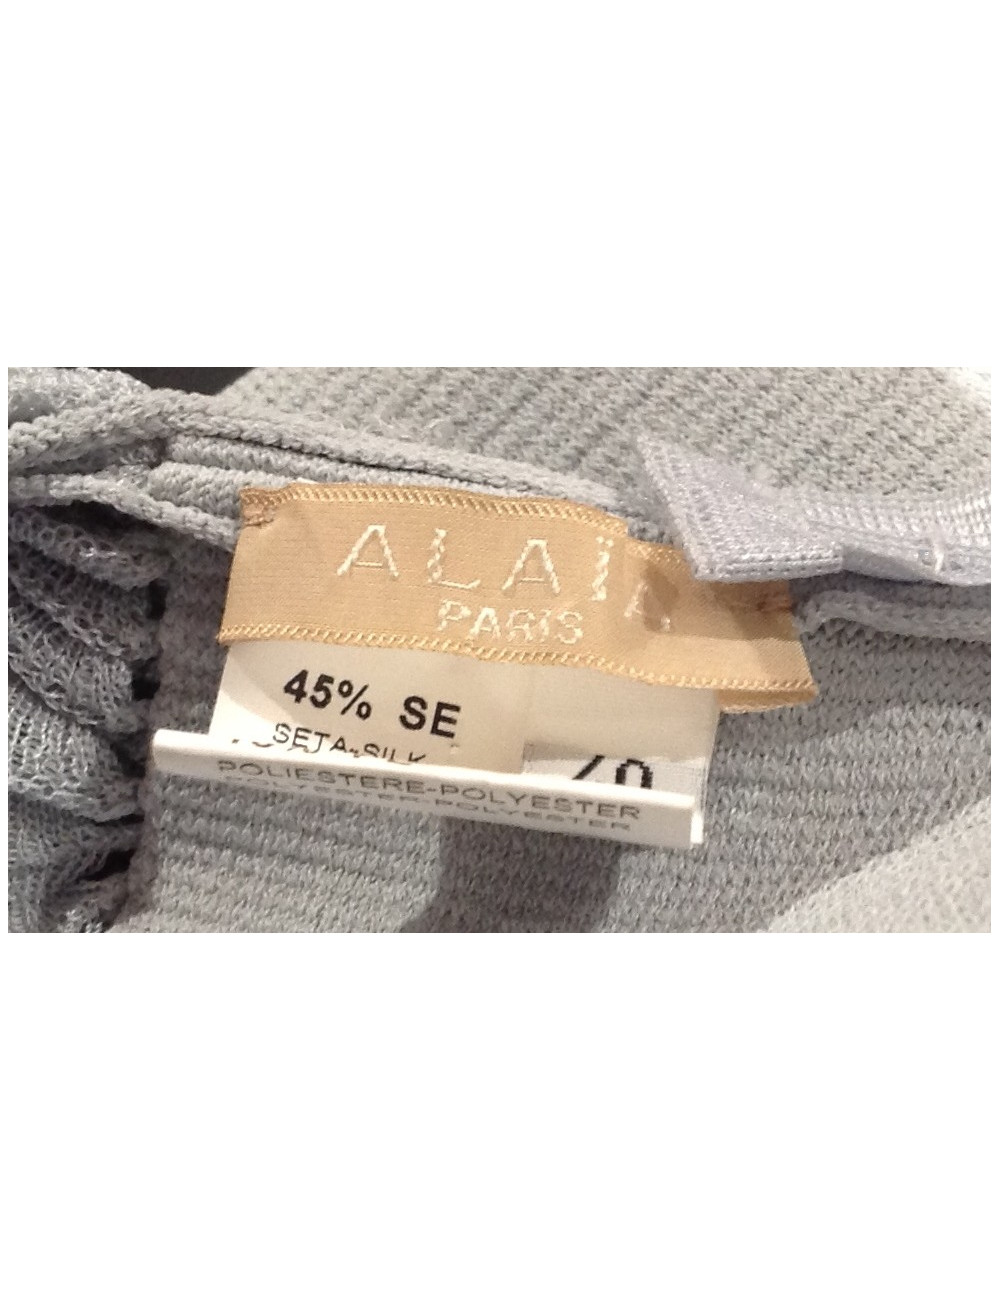 ALAÏA
PARIS
45% SE
SETA-SILK
POLIESTERE-POLYESTER
POLYESTER-POLYESTER